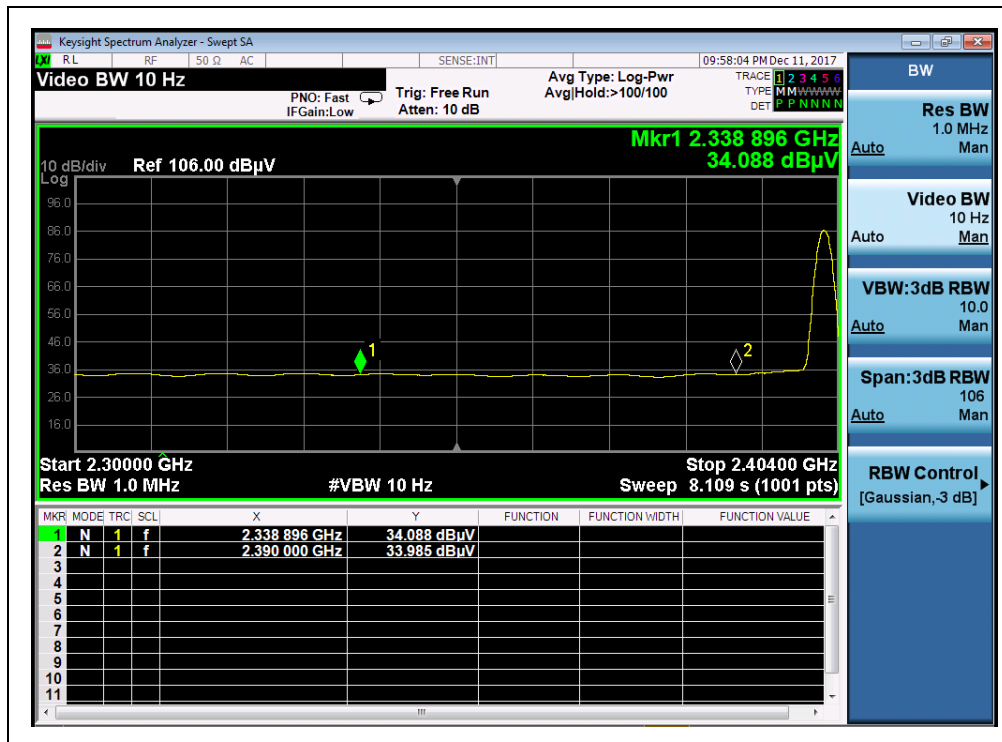 Keysight Spectrum Analyzer - Swept SA
LXI RL RF 50 Ω AC SENSE:INT 09:58:04 PM Dec 11, 2017
Video BW 10 Hz
PNO: Fast
IFGain:Low
Trig: Free Run
Atten: 10 dB
Avg Type: Log-Pwr
Avg|Hold:>100/100
TRACE 1 2 3 4 5 6
TYPE M M W W W W
DET P P N N N N
Mkr1 2.338 896 GHz
34.088 dBµV
10 dB/div Ref 106.00 dBµV
Log
96.0
86.0
76.0
66.0
56.0
46.0
36.0
26.0
16.0
1
2
Start 2.30000 GHz Stop 2.40400 GHz
Res BW 1.0 MHz #VBW 10 Hz Sweep 8.109 s (1001 pts)
MKR MODE TRC SCL X Y FUNCTION FUNCTION WIDTH FUNCTION VALUE
1 N 1 f 2.338 896 GHz 34.088 dBµV
2 N 1 f 2.390 000 GHz 33.985 dBµV
3
4
5
6
7
8
9
10
11
BW
Res BW
1.0 MHz
Auto Man
Video BW
10 Hz
Auto Man
VBW:3dB RBW
10.0
Auto Man
Span:3dB RBW
106
Auto Man
RBW Control
[Gaussian,-3 dB]